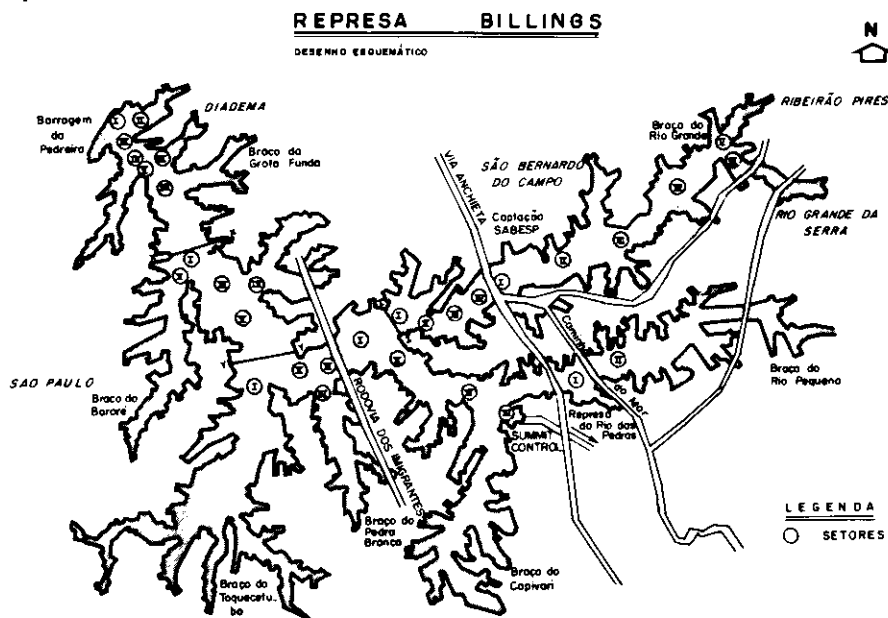 REPRESA BILLINGS
DESENHO ESQUEMÁTICO
N
DIADEMA
RIBEIRÃO PIRES
Barragem
da
Pedreira
Braço da
Grota Funda
Braço do
Rio Grande
VIA ANCHIETA
SÃO BERNARDO
DO CAMPO
Captação
SABESP
RIO GRANDE DA
SERRA
SAO PAULO
Braço do
Bororé
RODOVIA DOS IMIGRANTES
Caminho do Mar
Braço do
Rio Pequeno
Represa
do Rio das
Pedras
SUMMIT
CONTROL
Braço do
Pedra
Branca
Braço do
Capivari
Braço do
Taquecetu_
ba
LEGENDA
SETORES